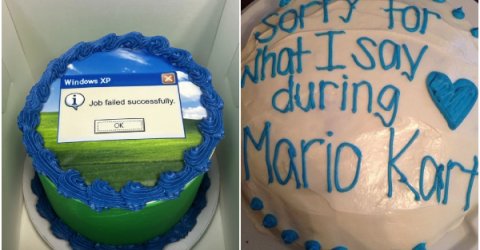 Windows XP
Job failed successfully.
OK
sorry for
what I say
during
Mario Kart